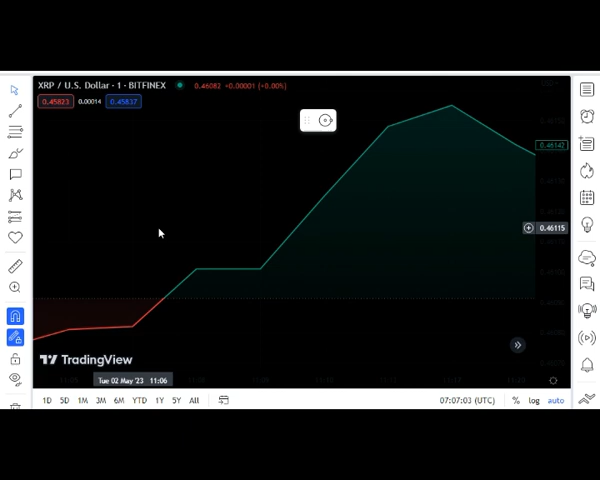 XRP / U.S. Dollar · 1 · BITFINEX 0.46082 +0.00001 (+0.00%)
0.45823 0.00014 0.45837
0.46142
0.46115
TradingView
Tue 02 May '23 11:06
1D 5D 1M 3M 6M YTD 1Y 5Y All 07:07:03 (UTC) % log auto